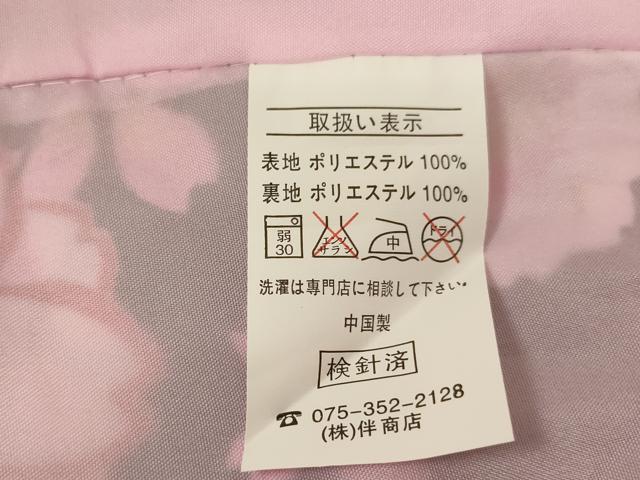 取扱い表示
表地 ポリエステル 100%
裏地 ポリエステル 100%
弱 30 エンソ サラシ 中 ドライ
洗濯は専門店に相談して下さい。
中国製
検針済
☎ 075-352-2128
(株)伴商店